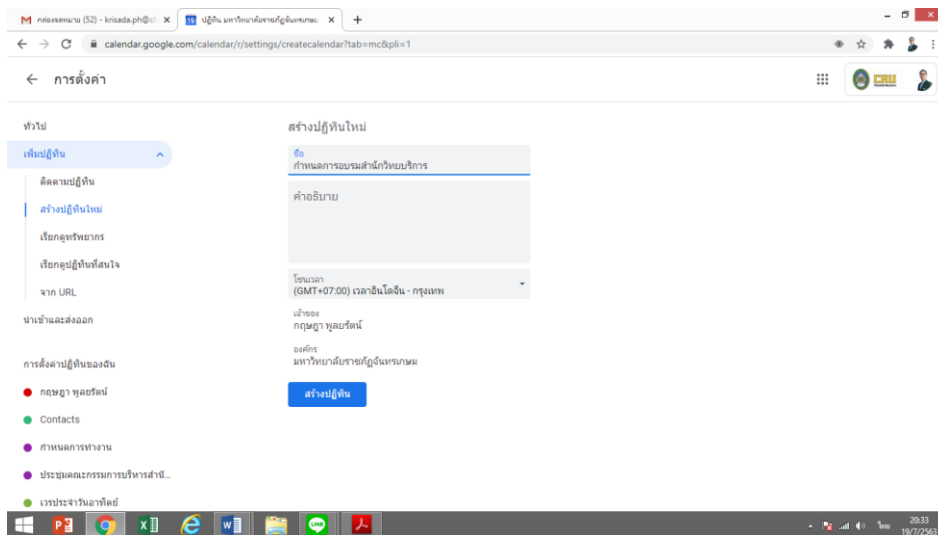 กล่องจดหมาย (52) - krisada.ph@c
ปฏิทิน มหาวิทยาลัยราชภัฏจันทรเกษม
calendar.google.com/calendar/r/settings/createcalendar?tab=mc&pli=1
การตั้งค่า
CRU
ทั่วไป
เพิ่มปฏิทิน
ติดตามปฏิทิน
สร้างปฏิทินใหม่
เรียกดูทรัพยากร
เรียกดูปฏิทินที่สนใจ
จาก URL
นำเข้าและส่งออก
การตั้งค่าปฏิทินของฉัน
กฤษฎา พูลยรัตน์
Contacts
กำหนดการทำงาน
ประชุมคณะกรรมการบริหารสำนั...
เวรประจำวันอาทิตย์
สร้างปฏิทินใหม่
ชื่อ
กำหนดการอบรมสำนักวิทยบริการ
คำอธิบาย
โซนเวลา
(GMT+07:00) เวลาอินโดจีน - กรุงเทพ
เจ้าของ
กฤษฎา พูลยรัตน์
องค์กร
มหาวิทยาลัยราชภัฏจันทรเกษม
สร้างปฏิทิน
ไทย
20:33
19/7/2563